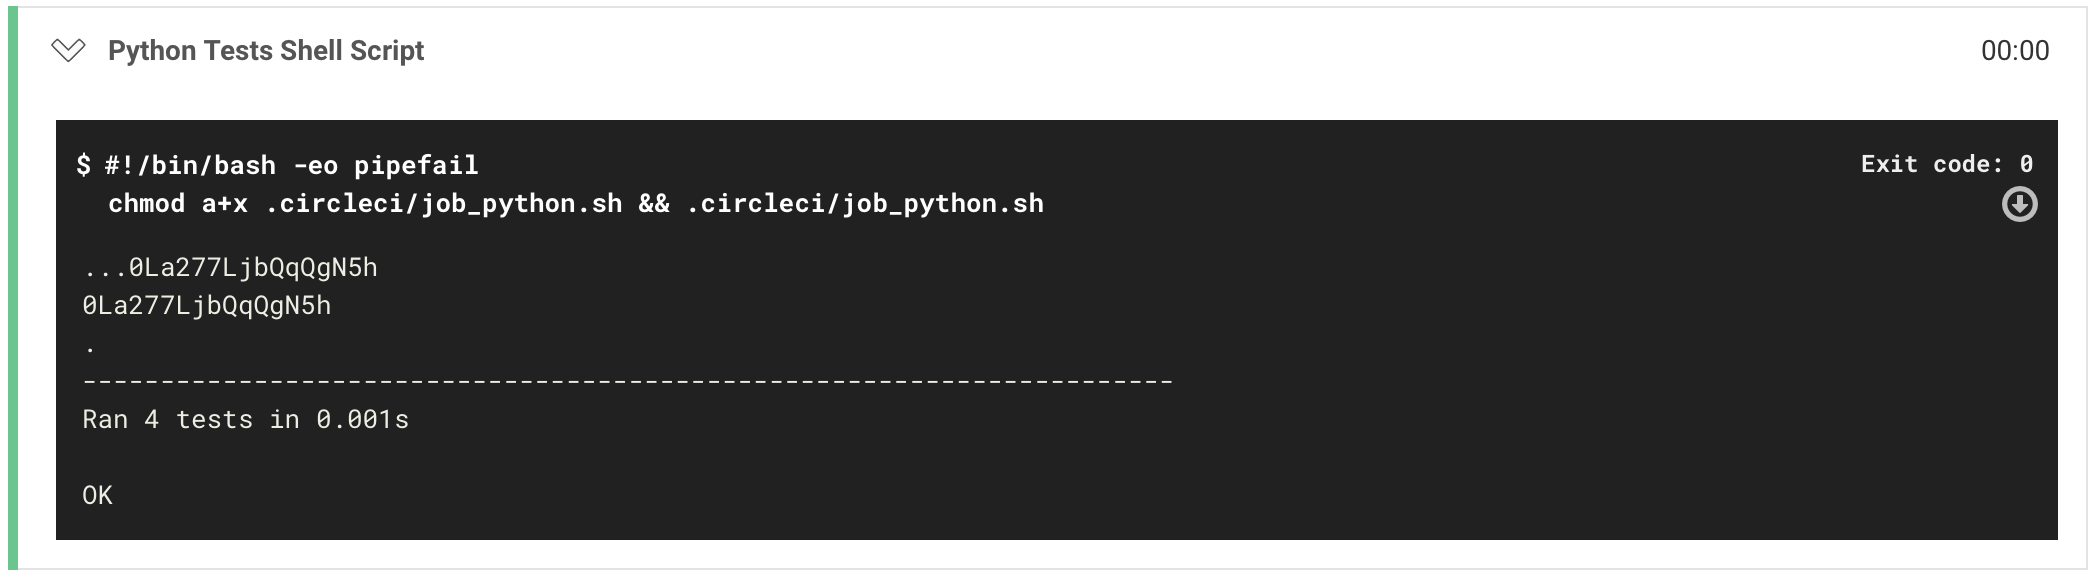 Python Tests Shell Script 00:00
$ #!/bin/bash -eo pipefail Exit code: 0
chmod a+x .circleci/job_python.sh && .circleci/job_python.sh
...0La277LjbQqQgN5h
0La277LjbQqQgN5h
.
----------------------------------------------------------------------
Ran 4 tests in 0.001s
OK